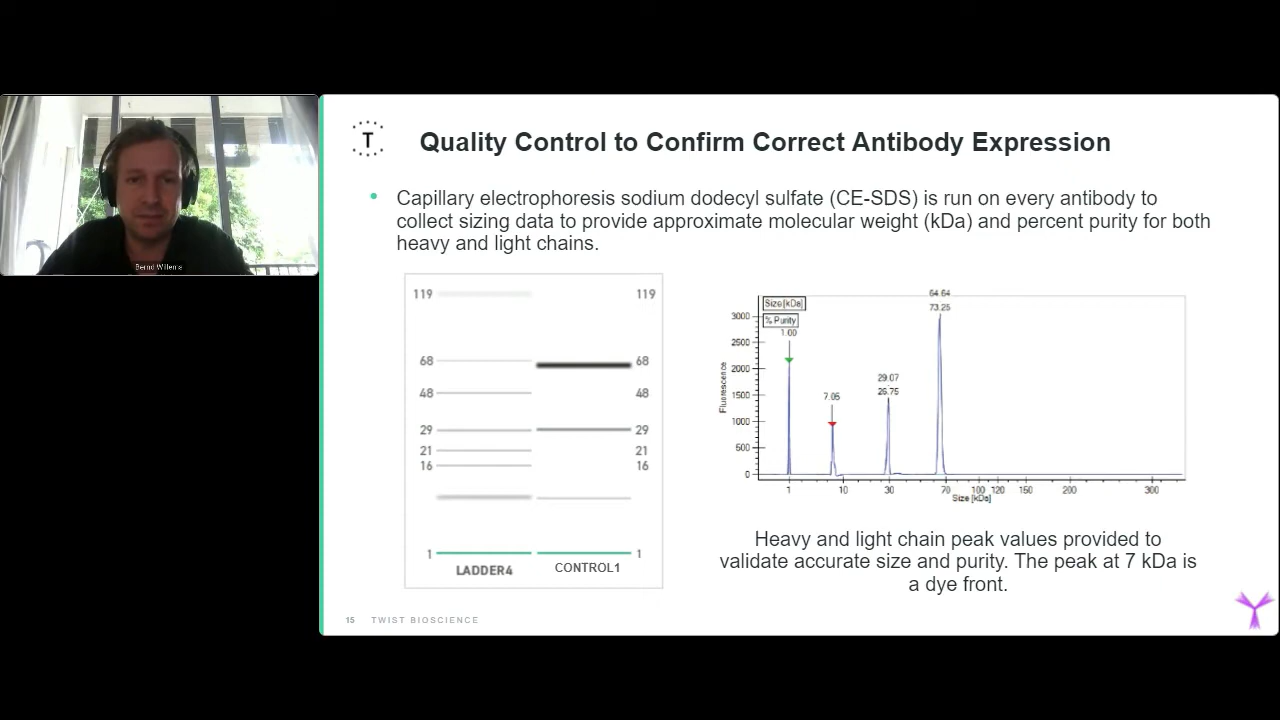 Bernd Willems
T
Quality Control to Confirm Correct Antibody Expression
• Capillary electrophoresis sodium dodecyl sulfate (CE-SDS) is run on every antibody to
collect sizing data to provide approximate molecular weight (kDa) and percent purity for both
heavy and light chains.
119 119
68 68
48 48
29 29
21 21
16 16
1 1
LADDER4 CONTROL1
Size [kDa]
% Purity
1.00
7.05
29.07
26.75
64.64
73.25
Fluorescence
3000
2500
2000
1500
1000
500
0
1 10 30 70 100 120 150 200 300
Size [kDa]
Heavy and light chain peak values provided to
validate accurate size and purity. The peak at 7 kDa is
a dye front.
15 TWIST BIOSCIENCE